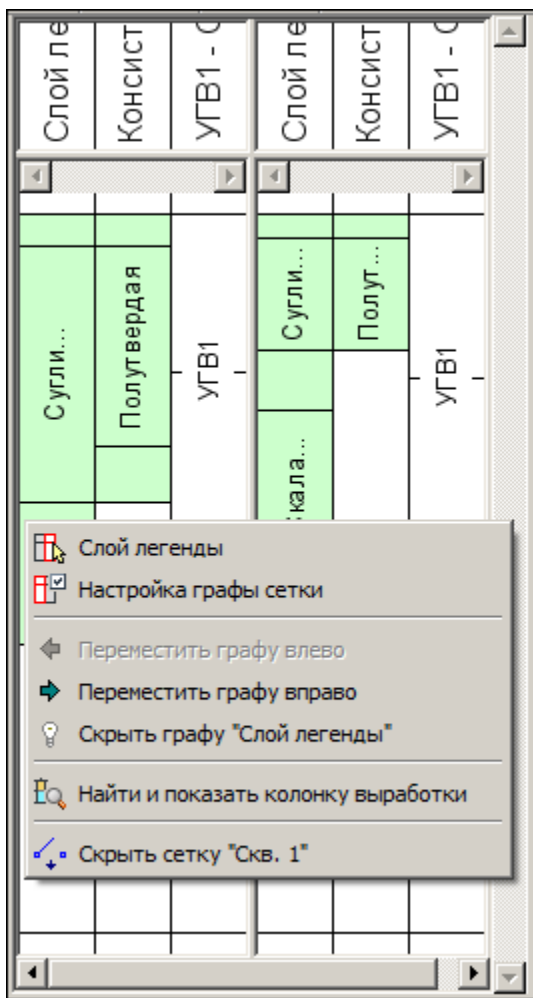 Слой ле
Консист
УГВ1 - С
Слой ле
Консист
УГВ1 - С
Сугли...
Полутвердая
УГВ1
Сугли...
Полут...
УГВ1
кала...
Слой легенды
Настройка графы сетки
Переместить графу влево
Переместить графу вправо
Скрыть графу "Слой легенды"
Найти и показать колонку выработки
Скрыть сетку "Скв. 1"